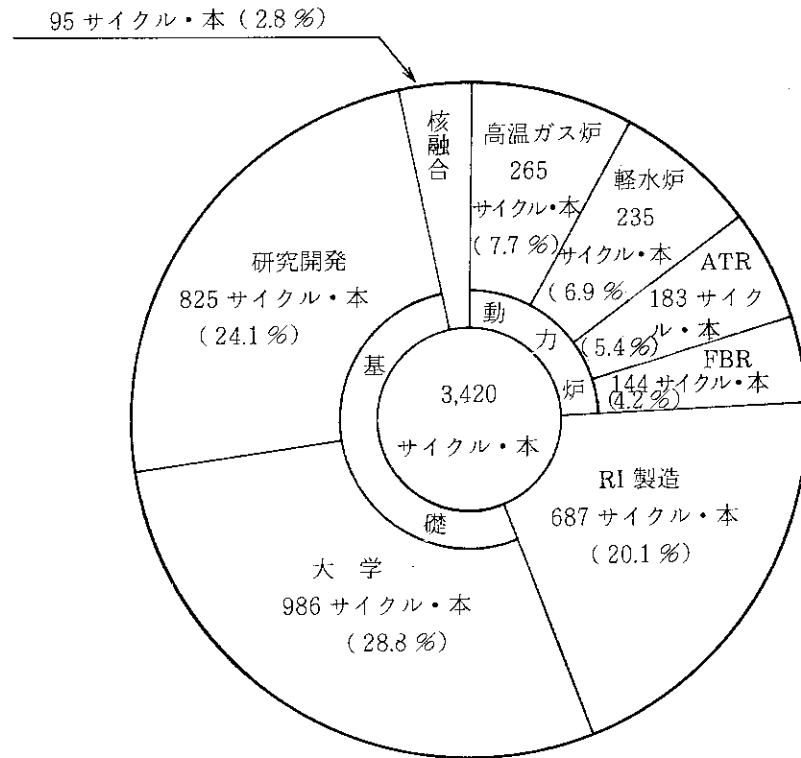 95 サイクル・本 (2.8 %)
核融合
高温ガス炉
265
サイクル・本
(7.7 %)
軽水炉
235
サイクル・本
(6.9 %
ATR
183 サイク
ル・本
(5.4 %)
FBR
144 サイクル・本
(4.2 %)
動力炉
RI 製造
687 サイクル・本
(20.1 %)
大 学
986 サイクル・本
(28.8 %)
研究開発
825 サイクル・本
(24.1 %)
基礎
3,420
サイクル・本